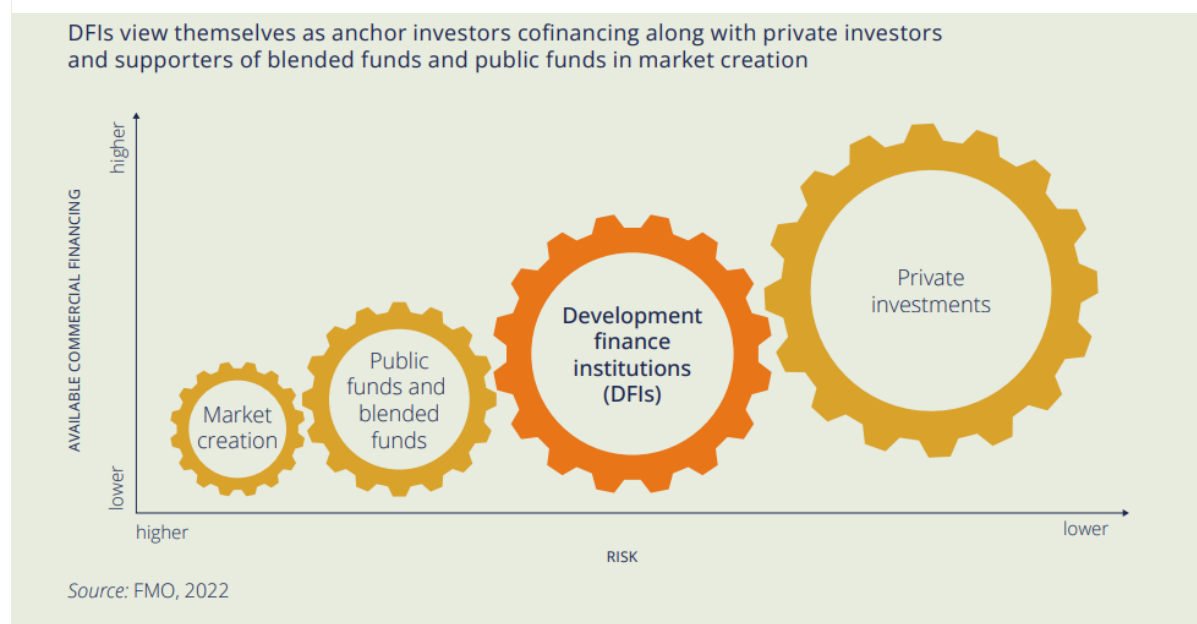 DFIs view themselves as anchor investors cofinancing along with private investors
and supporters of blended funds and public funds in market creation
higher
AVAILABLE COMMERCIAL FINANCING
lower
Market
creation
Public
funds and
blended
funds
Development
finance
institutions
(DFIs)
Private
investments
higher
lower
RISK
Source: FMO, 2022